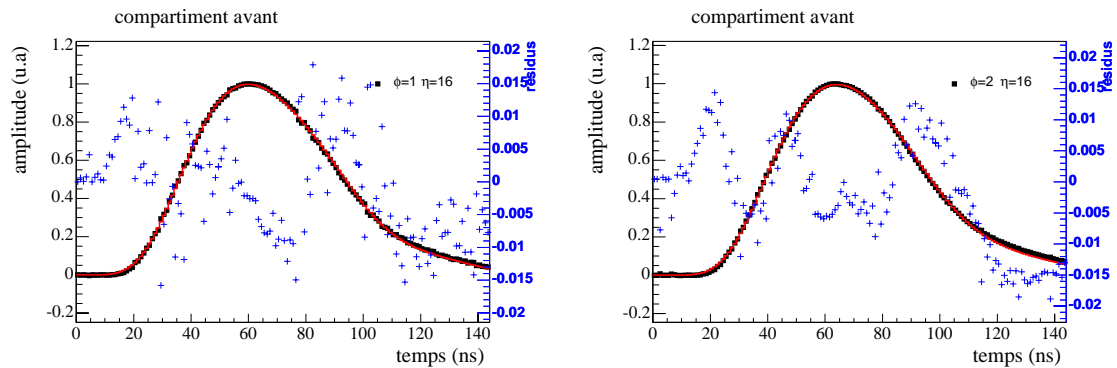 compartiment avant
amplitude (u.a)
1.2
1
0.8
0.6
0.4
0.2
0
-0.2
0 20 40 60 80 100 120 140
temps (ns)
φ=1 η=16
residus
0.02
0.015
0.01
0.005
0
-0.005
-0.01
-0.015
-0.02
compartiment avant
amplitude (u.a)
1.2
1
0.8
0.6
0.4
0.2
0
-0.2
0 20 40 60 80 100 120 140
temps (ns)
φ=2 η=16
residus
0.02
0.015
0.01
0.005
0
-0.005
-0.01
-0.015
-0.02